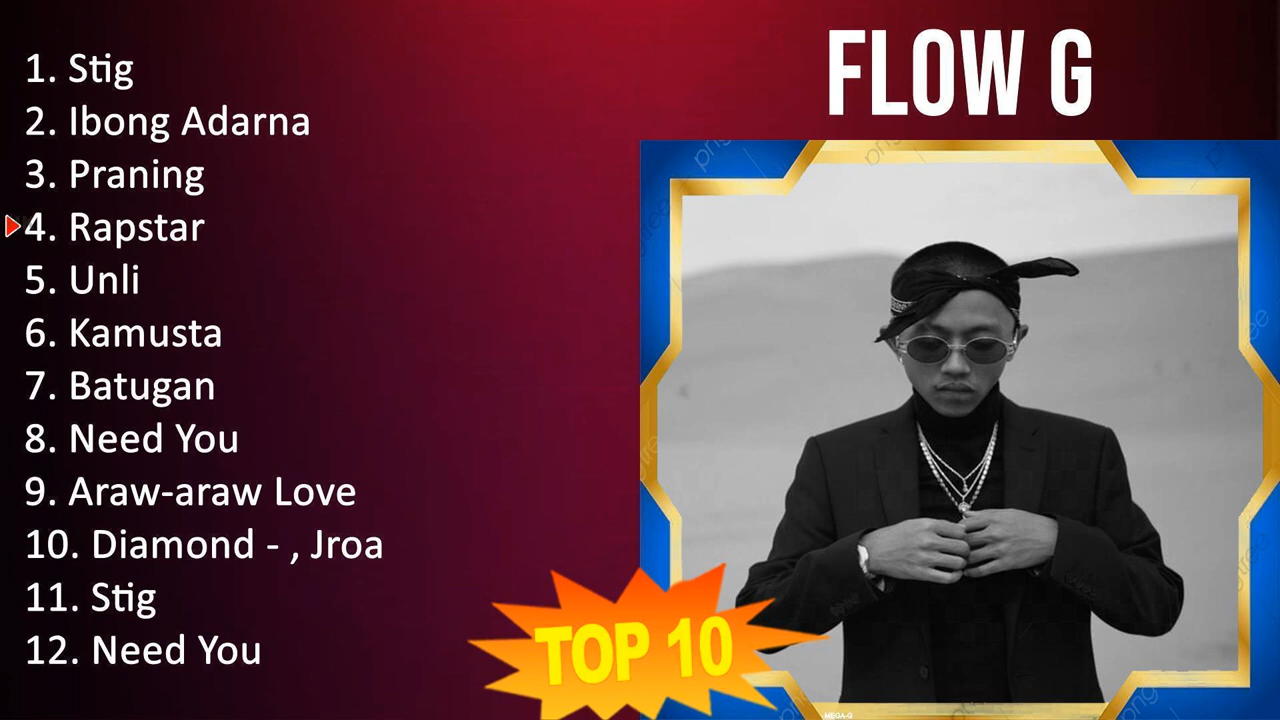 FLOW G
1. Stig
2. Ibong Adarna
3. Praning
4. Rapstar
5. Unli
6. Kamusta
7. Batugan
8. Need You
9. Araw-araw Love
10. Diamond - , Jroa
11. Stig
12. Need You
TOP 10
MEGA-G